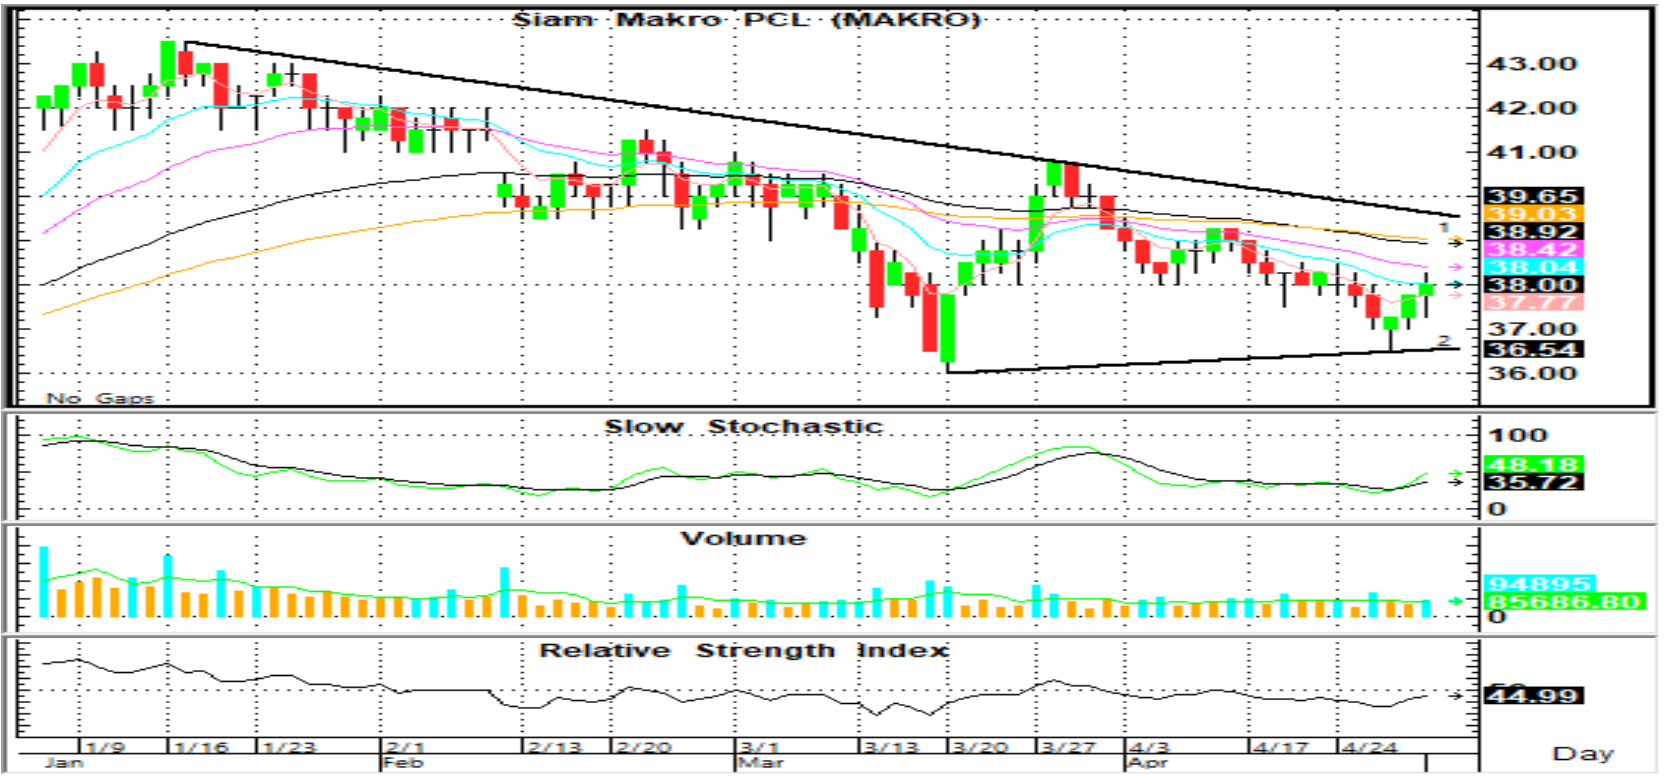 Siam Makro PCL (MAKRO)
43.00
42.00
41.00
39.65
39.03
1
38.92
38.42
38.04
38.00
37.77
37.00
2
36.54
36.00
No Gaps
Slow Stochastic
100
48.18
35.72
0
Volume
94895
85686.80
0
Relative Strength Index
44.99
1/9 1/16 1/23 2/1 2/13 2/20 3/1 3/13 3/20 3/27 4/3 4/17 4/24
Jan Feb Mar Apr
Day